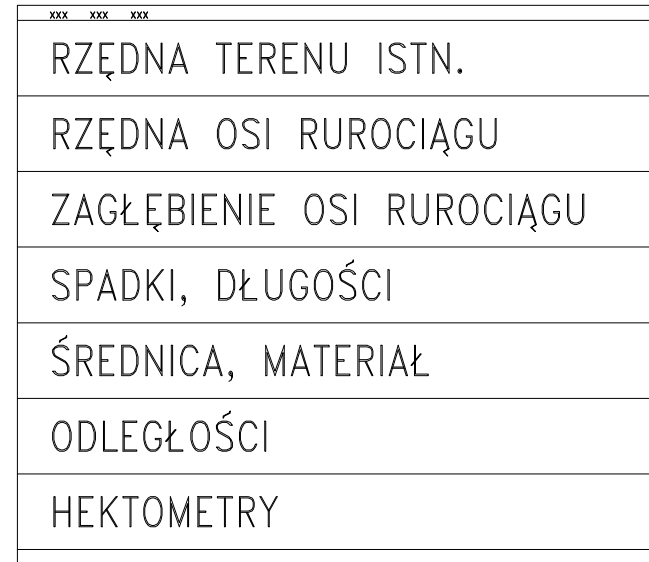 xxx xxx xxx
RZĘDNA TERENU ISTN.
RZĘDNA OSI RUROCIĄGU
ZAGŁĘBIENIE OSI RUROCIĄGU
SPADKI, DŁUGOŚCI
ŚREDNICA, MATERIAŁ
ODLEGŁOŚCI
HEKTOMETRY